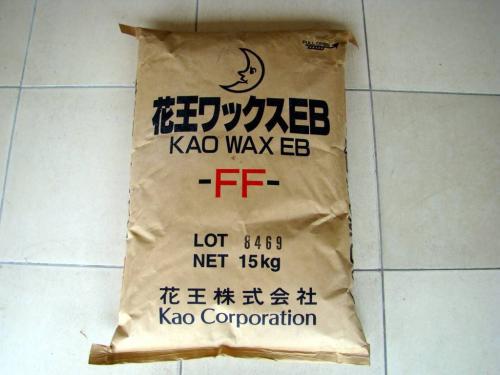 花王ワックスEB
KAO WAX EB
-FF-
LOT 8469
NET 15kg
花王株式会社
Kao Corporation